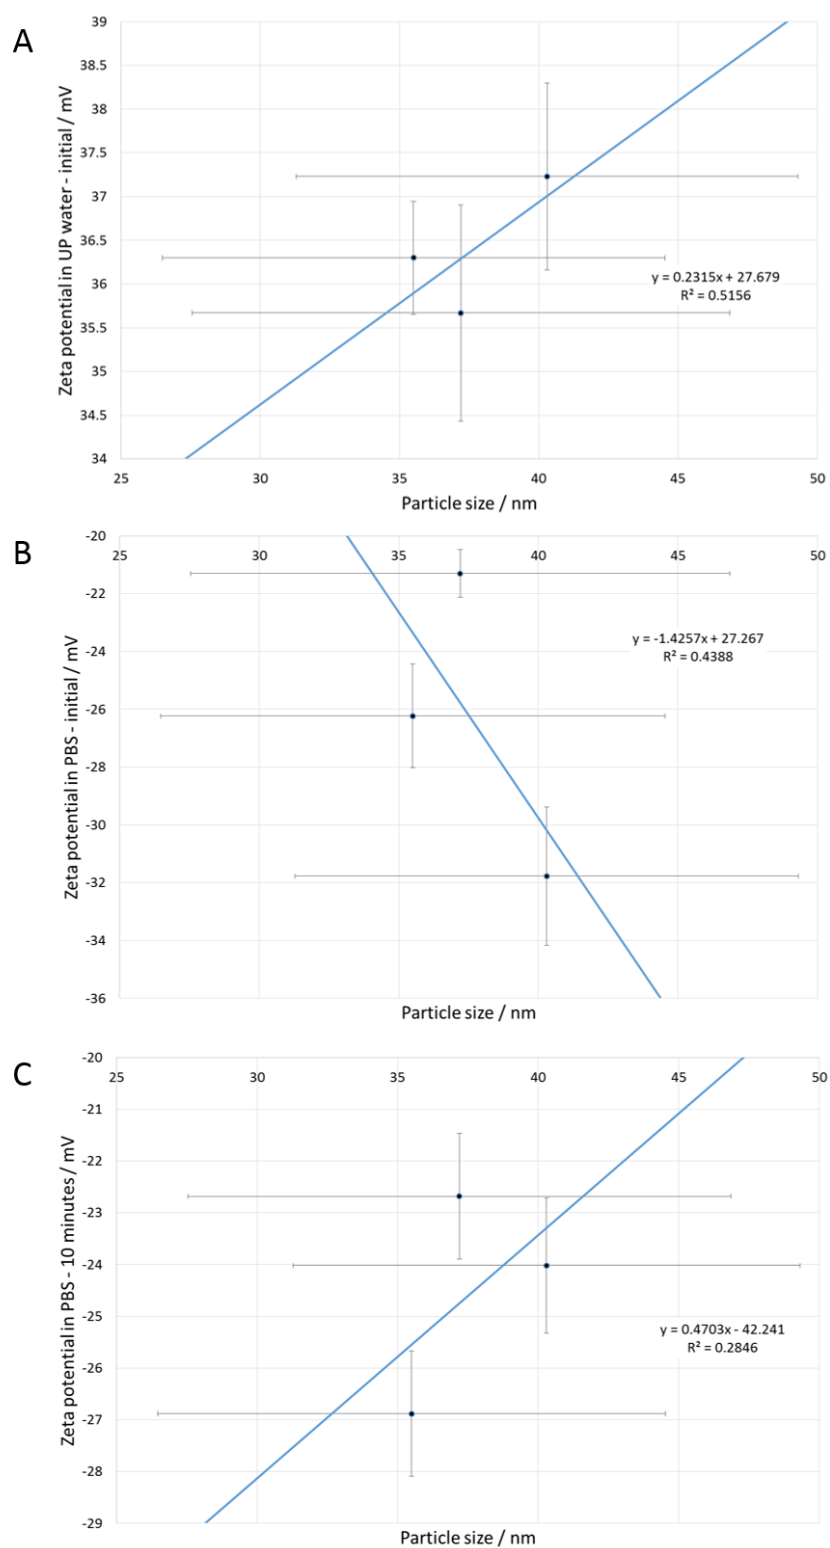 A
Zeta potential in UP water - initial / mV
39
38.5
38
37.5
37
36.5
36
35.5
35
34.5
34
y = 0.2315x + 27.679
R² = 0.5156
25 30 35 40 45 50
Particle size / nm
B
Zeta potential in PBS - initial / mV
-20
25 30 35 40 45 50
-22
-24
-26
-28
-30
-32
-34
-36
y = -1.4257x + 27.267
R² = 0.4388
Particle size / nm
C
Zeta potential in PBS - 10 minutes / mV
-20
25 30 35 40 45 50
-21
-22
-23
-24
-25
-26
-27
-28
-29
y = 0.4703x - 42.241
R² = 0.2846
Particle size / nm